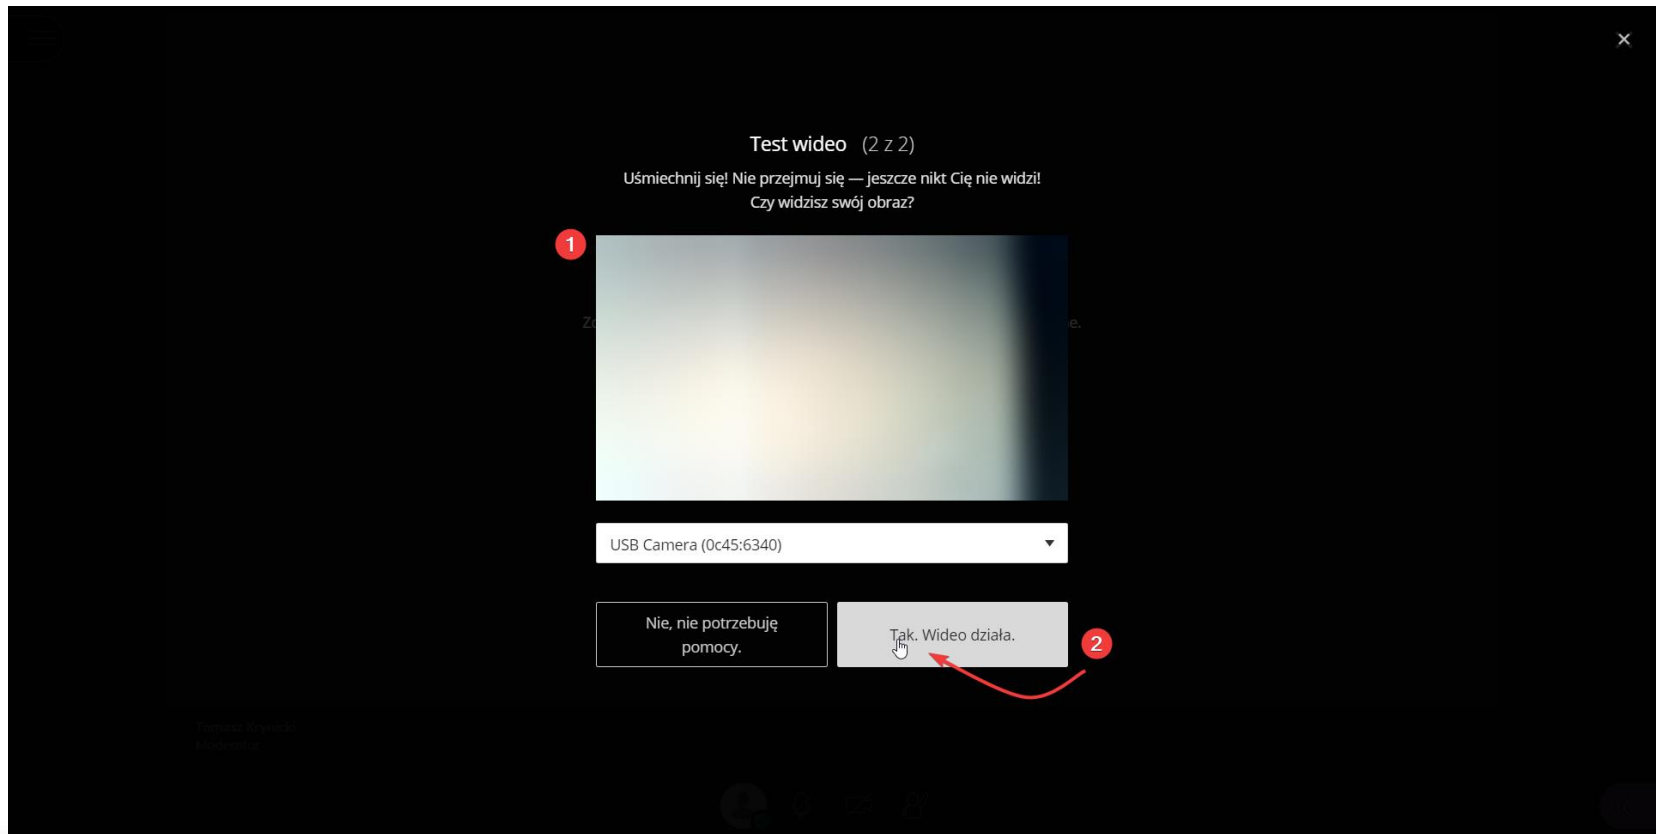 Test wideo (2 z 2)
Uśmiechnij się! Nie przejmuj się — jeszcze nikt Cię nie widzi!
Czy widzisz swój obraz?
1
USB Camera (0c45:6340)
Nie, nie potrzebuję
pomocy.
Tak. Wideo działa.
2